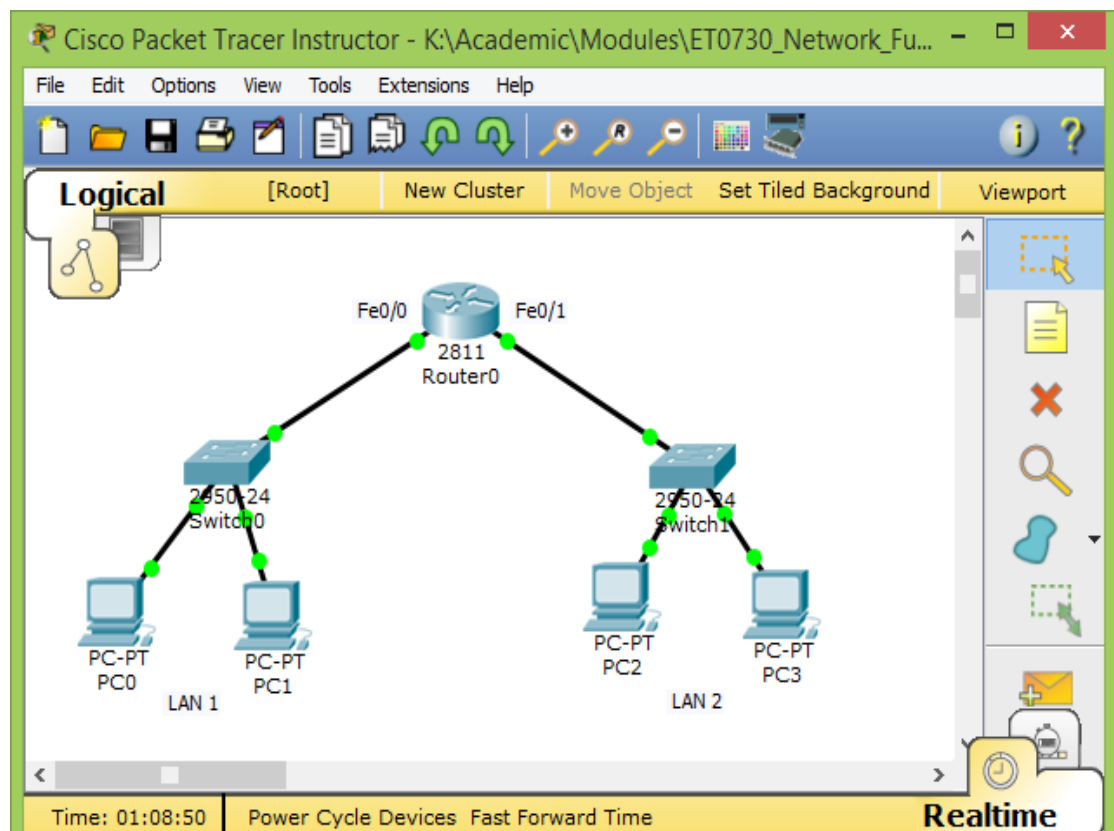 Cisco Packet Tracer Instructor - K:\Academic\Modules\ET0730_Network_Fu...
File Edit Options View Tools Extensions Help
Logical [Root] New Cluster Move Object Set Tiled Background Viewport
Fe0/0 Fe0/1
2811
Router0
2950-24
Switch0
2950-24
Switch1
PC-PT
PC0
PC-PT
PC1
PC-PT
PC2
PC-PT
PC3
LAN 1
LAN 2
Time: 01:08:50 Power Cycle Devices Fast Forward Time Realtime